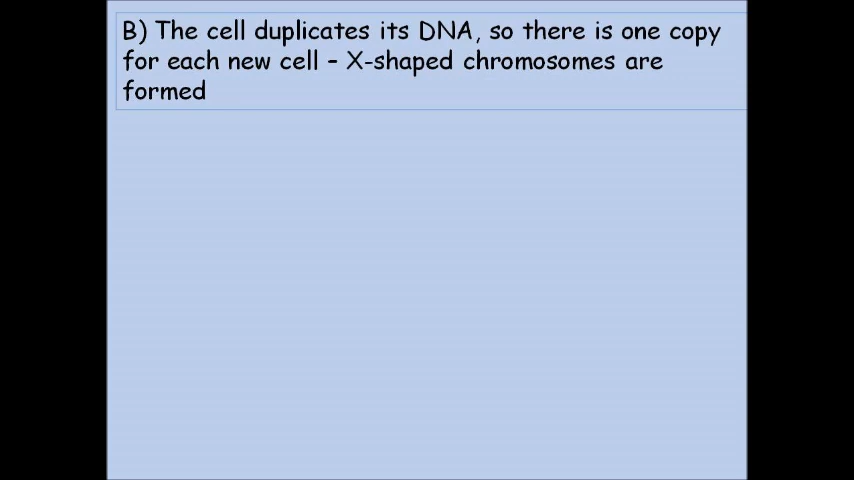 B) The cell duplicates its DNA, so there is one copy
for each new cell – X-shaped chromosomes are
formed